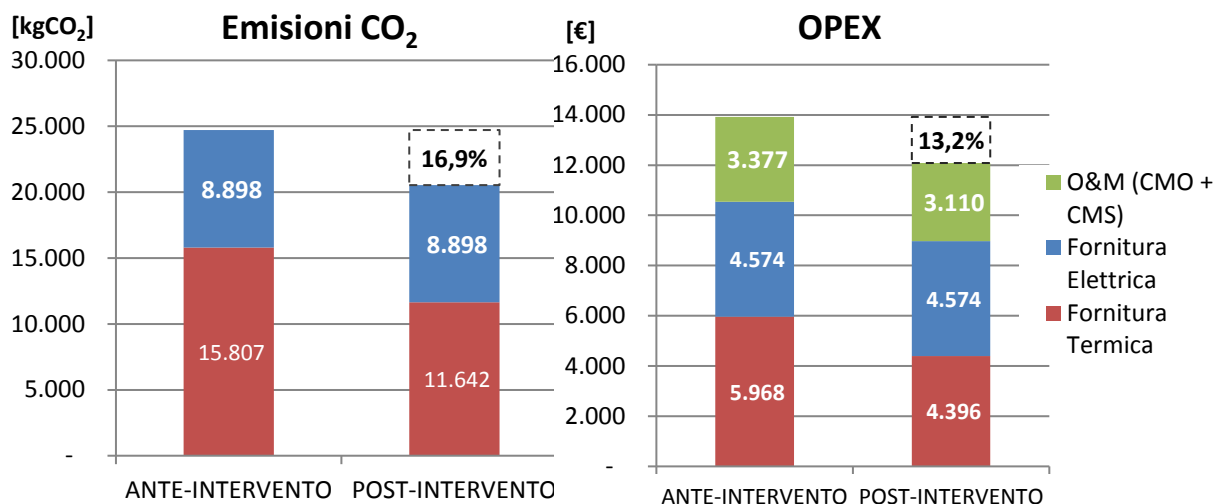 [kgCO2]
Emisioni CO2
30.000
25.000
20.000
15.000
10.000
5.000
-
16,9%
8.898
8.898
15.807
11.642
ANTE-INTERVENTO
POST-INTERVENTO
[€]
OPEX
16.000
14.000
12.000
10.000
8.000
6.000
4.000
2.000
-
13,2%
3.377
3.110
4.574
4.574
5.968
4.396
ANTE-INTERVENTO
POST-INTERVENTO
O&M (CMO +
CMS)
Fornitura
Elettrica
Fornitura
Termica